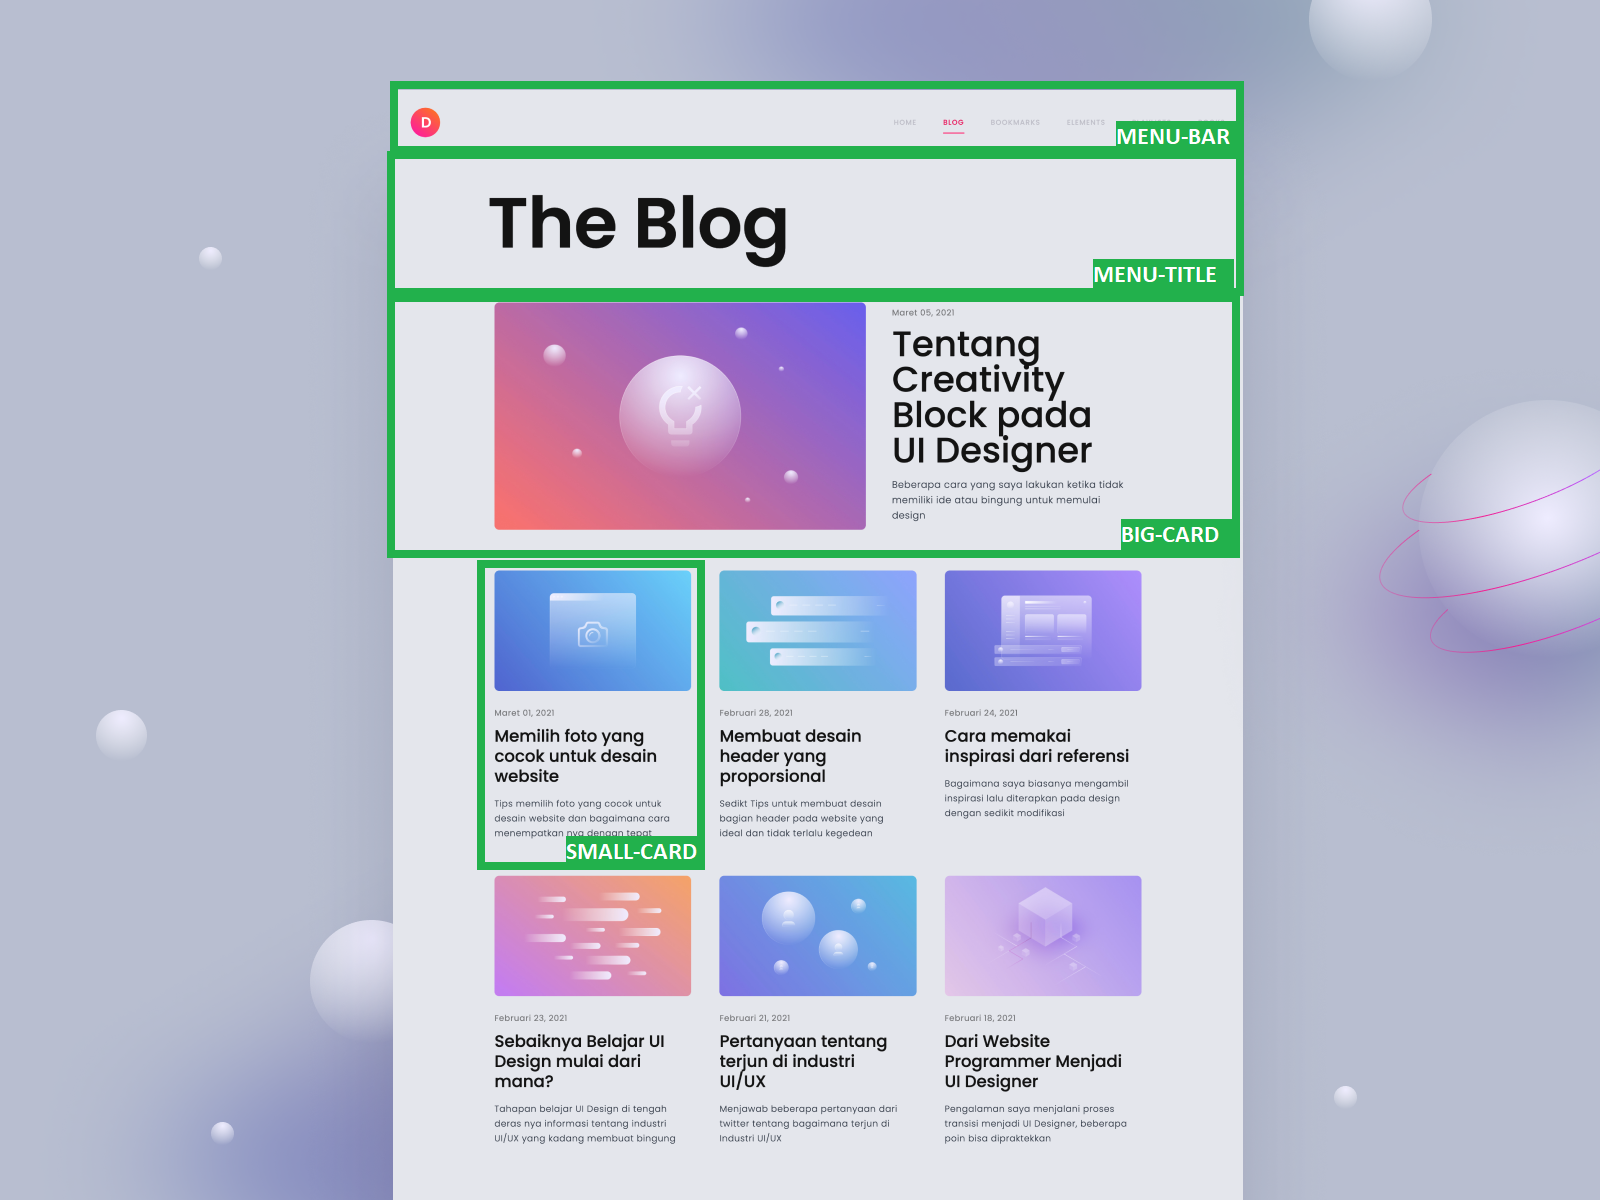 D
HOME BLOG BOOKMARKS ELEMENTS
MENU-BAR
The Blog
MENU-TITLE
Maret 05, 2021
Tentang
Creativity
Block pada
UI Designer
Beberapa cara yang saya lakukan ketika tidak
memiliki ide atau bingung untuk memulai
design
BIG-CARD
Maret 01, 2021
Memilih foto yang
cocok untuk desain
website
Tips memilih foto yang cocok untuk
desain website dan bagaimana cara
menempatkan nya dengan tepat
SMALL-CARD
Februari 28, 2021
Membuat desain
header yang
proporsional
Sedikt Tips untuk membuat desain
bagian header pada website yang
ideal dan tidak terlalu kegedean
Februari 24, 2021
Cara memakai
inspirasi dari referensi
Bagaimana saya biasanya mengambil
inspirasi lalu diterapkan pada design
dengan sedikit modifikasi
Februari 23, 2021
Sebaiknya Belajar UI
Design mulai dari
mana?
Tahapan belajar UI Design di tengah
deras nya informasi tentang industri
UI/UX yang kadang membuat bingung
Februari 21, 2021
Pertanyaan tentang
terjun di industri
UI/UX
Menjawab beberapa pertanyaan dari
twitter tentang bagaimana terjun di
Industri UI/UX
Februari 18, 2021
Dari Website
Programmer Menjadi
UI Designer
Pengalaman saya menjalani proses
transisi menjadi UI Designer, beberapa
poin bisa dipraktekkan